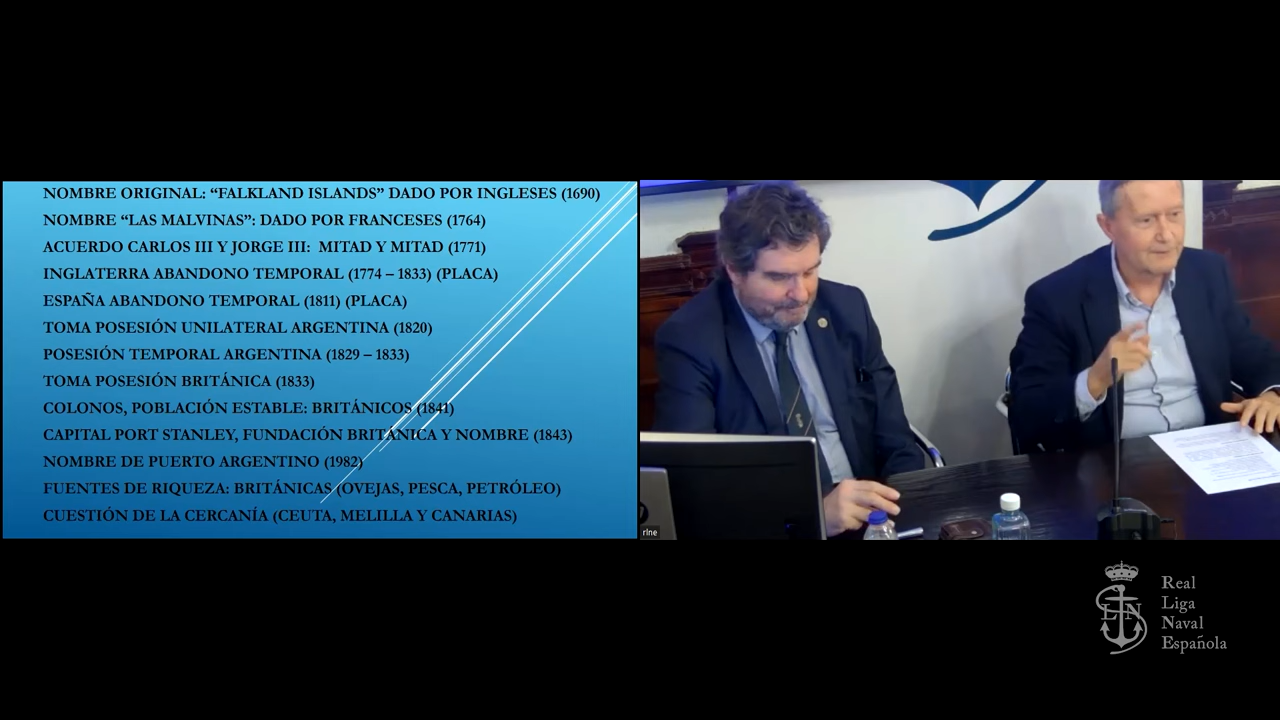 NOMBRE ORIGINAL: “FALKLAND ISLANDS” DADO POR INGLESES (1690)
NOMBRE “LAS MALVINAS”: DADO POR FRANCESES (1764)
ACUERDO CARLOS III Y JORGE III: MITAD Y MITAD (1771)
INGLATERRA ABANDONO TEMPORAL (1774 – 1833) (PLACA)
ESPAÑA ABANDONO TEMPORAL (1811) (PLACA)
TOMA POSESIÓN UNILATERAL ARGENTINA (1820)
POSESIÓN TEMPORAL ARGENTINA (1829 – 1833)
TOMA POSESIÓN BRITÁNICA (1833)
COLONOS, POBLACIÓN ESTABLE: BRITÁNICOS (1841)
CAPITAL PORT STANLEY, FUNDACIÓN BRITÁNICA Y NOMBRE (1843)
NOMBRE DE PUERTO ARGENTINO (1982)
FUENTES DE RIQUEZA: BRITÁNICAS (OVEJAS, PESCA, PETRÓLEO)
CUESTIÓN DE LA CERCANÍA (CEUTA, MELILLA Y CANARIAS)
rlne
LN
Real
Liga
Naval
Española